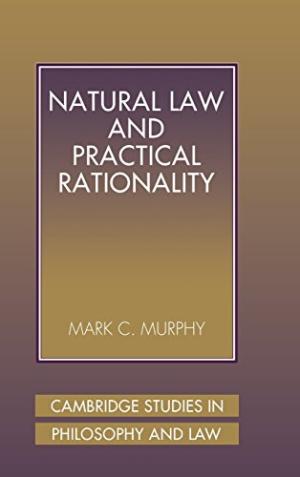 NATURAL LAW
AND
PRACTICAL
RATIONALITY
MARK C. MURPHY
CAMBRIDGE STUDIES IN
PHILOSOPHY AND LAW